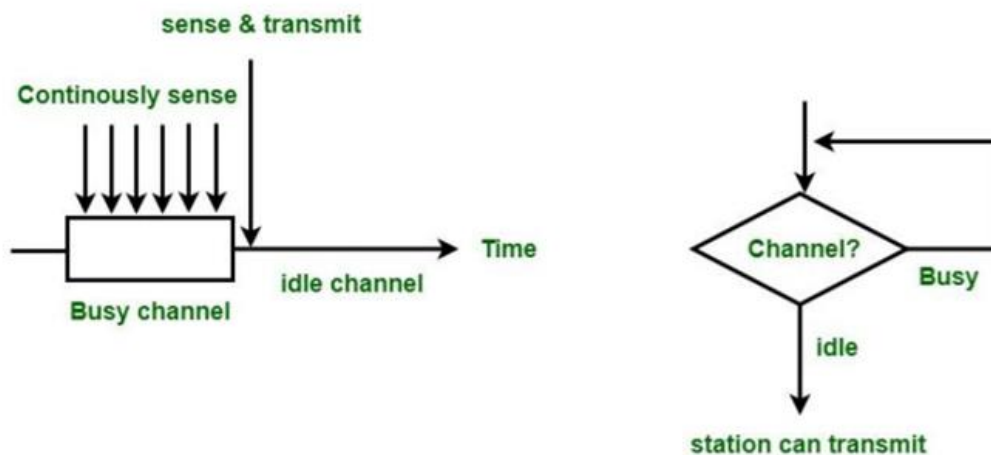 sense & transmit
Continously sense
Time
idle channel
Busy channel
Channel?
Busy
idle
station can transmit